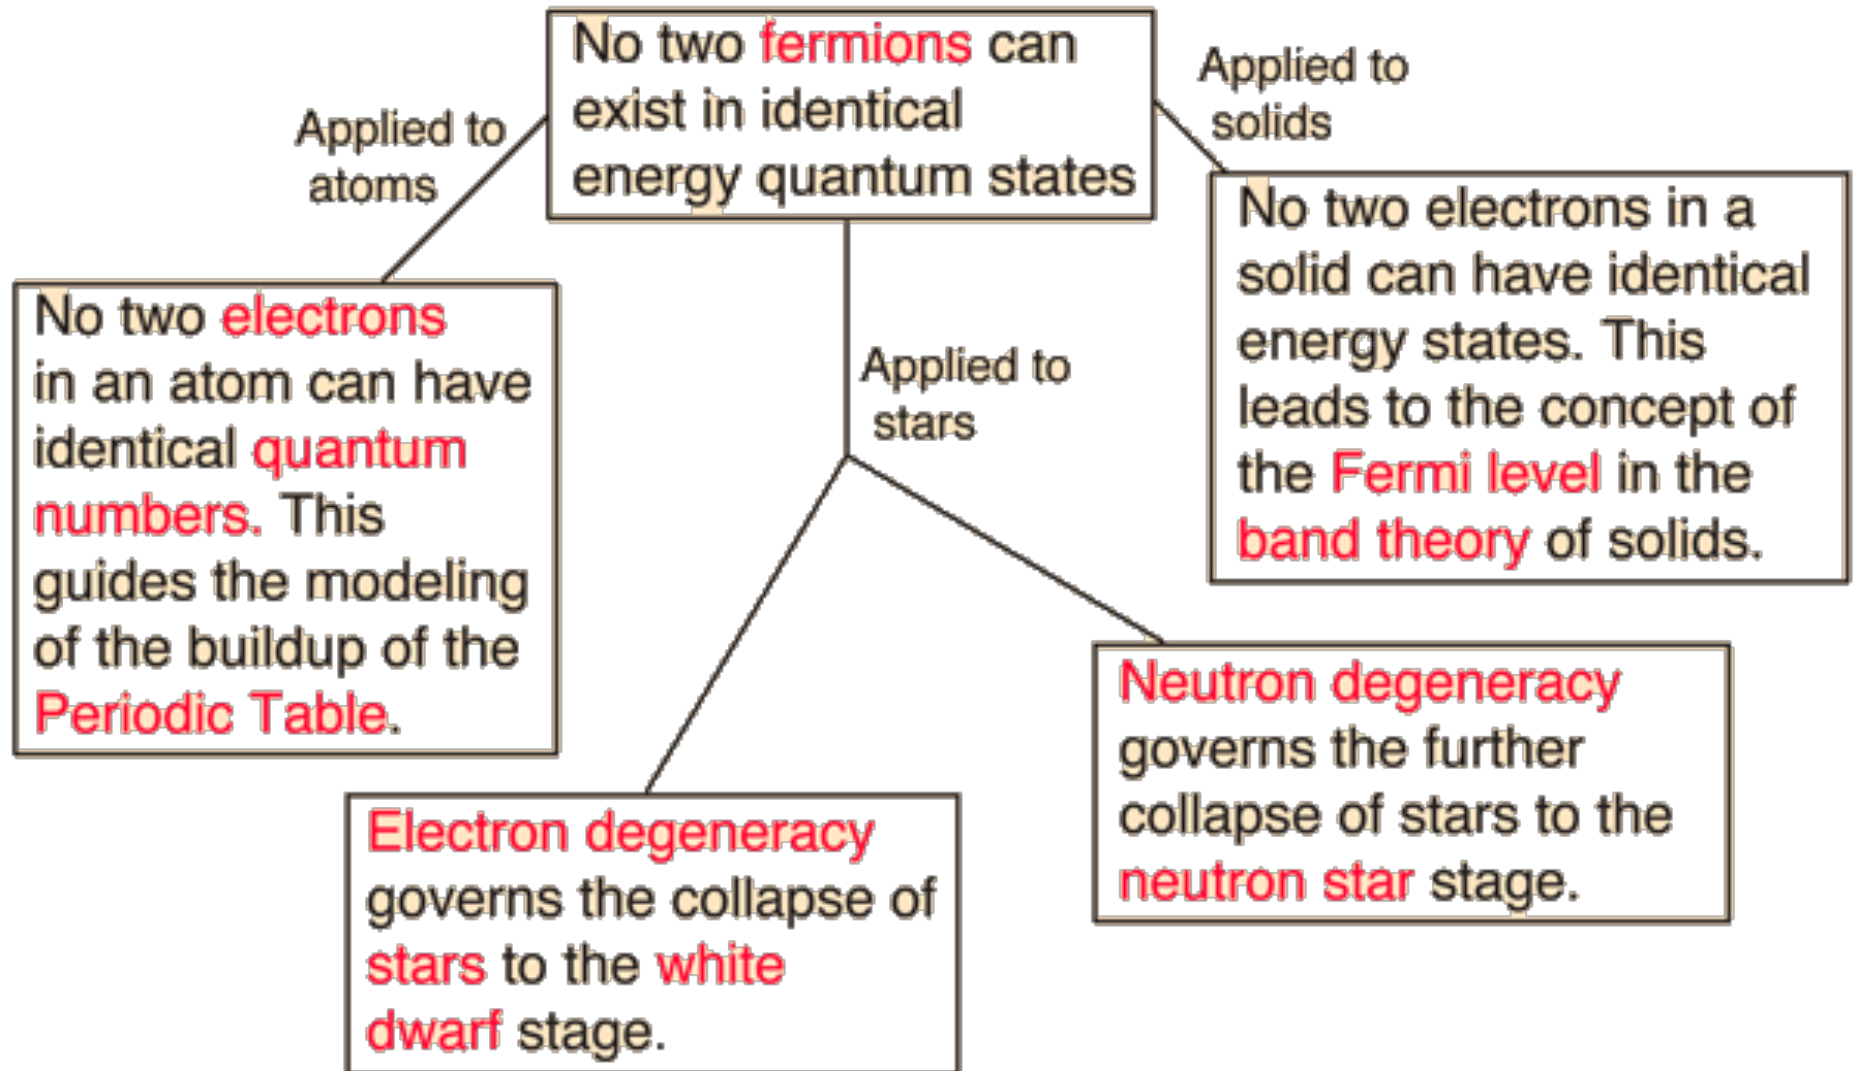 No two fermions can
exist in identical
energy quantum states
Applied to
atoms
Applied to
solids
No two electrons
in an atom can have
identical quantum
numbers. This
guides the modeling
of the buildup of the
Periodic Table.
Applied to
stars
No two electrons in a
solid can have identical
energy states. This
leads to the concept of
the Fermi level in the
band theory of solids.
Electron degeneracy
governs the collapse of
stars to the white
dwarf stage.
Neutron degeneracy
governs the further
collapse of stars to the
neutron star stage.